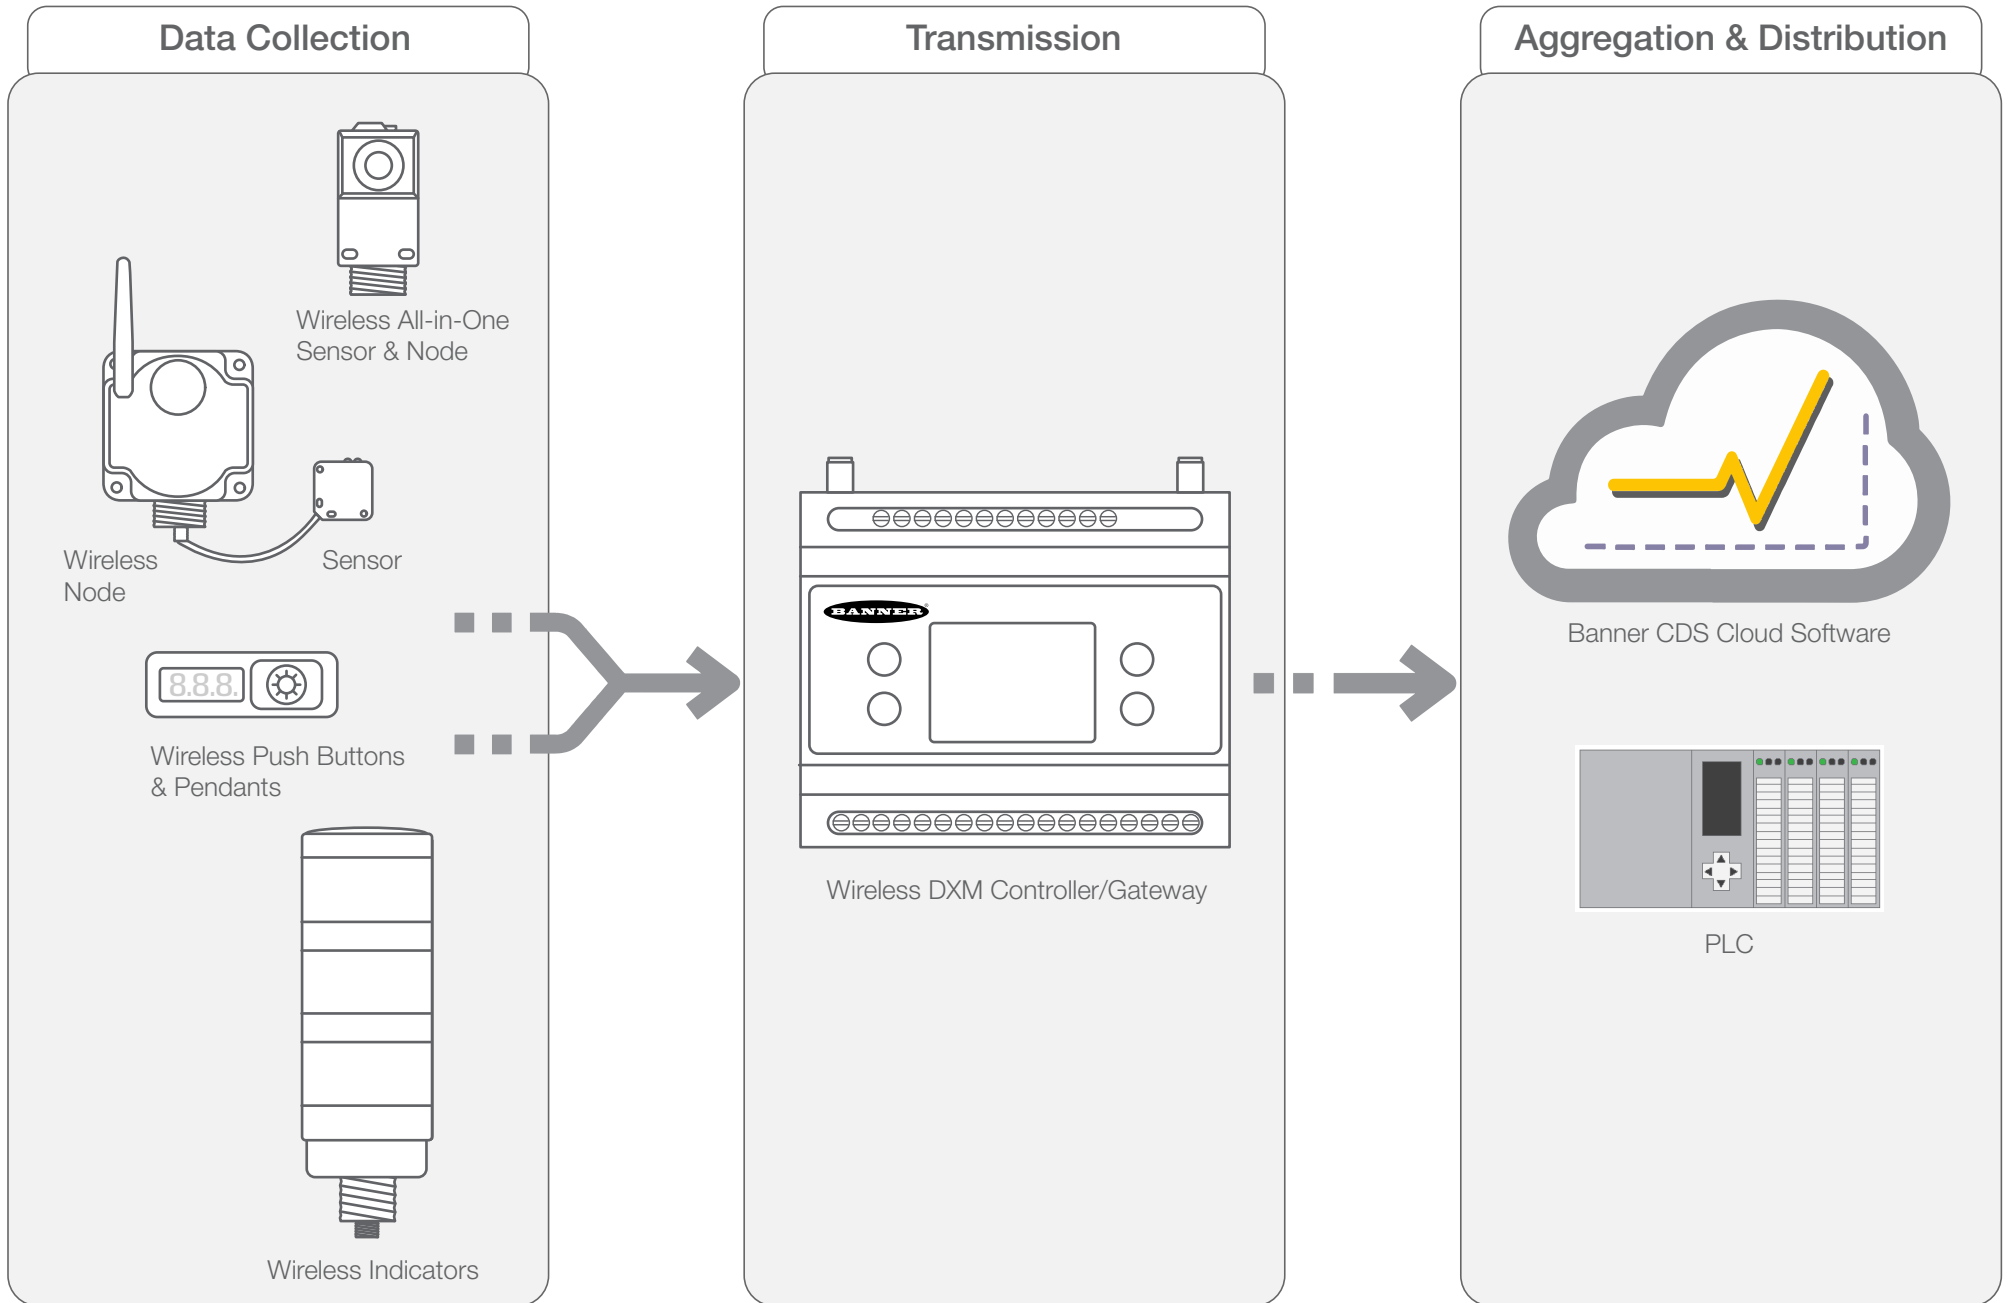 Data Collection
Wireless All-in-One
Sensor & Node
Wireless
Node
Sensor
8.8.8.
Wireless Push Buttons
& Pendants
Wireless Indicators
Transmission
BANNER®
Wireless DXM Controller/Gateway
Aggregation & Distribution
Banner CDS Cloud Software
PLC